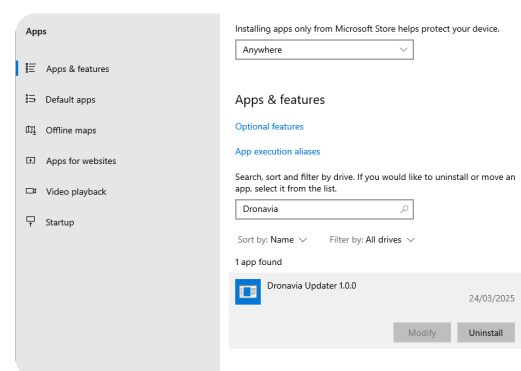 Apps
Apps & features
Default apps
Offline maps
Apps for websites
Video playback
Startup
Installing apps only from Microsoft Store helps protect your device.
Anywhere
Apps & features
Optional features
App execution aliases
Search, sort and filter by drive. If you would like to uninstall or move an
app, select it from the list.
Dronavia
Sort by: Name Filter by: All drives
1 app found
Dronavia Updater 1.0.0
24/03/2025
Modify Uninstall